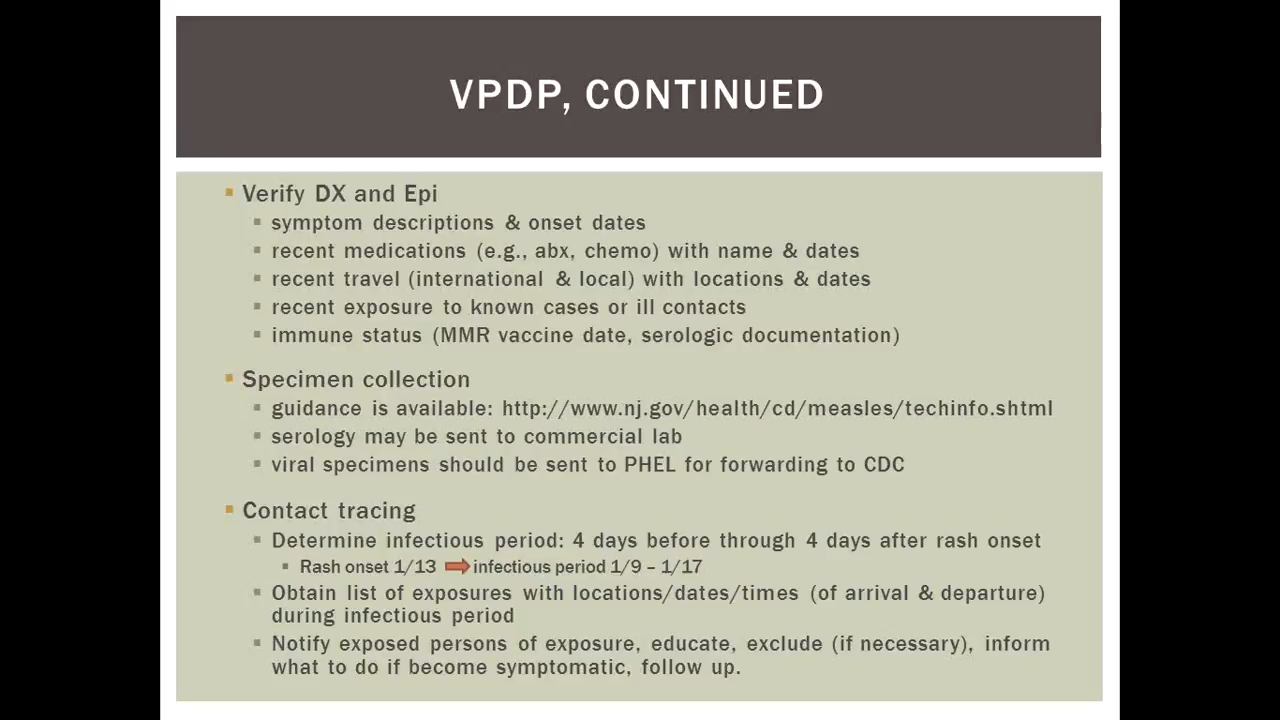 VPDP, CONTINUED
Verify DX and Epi
symptom descriptions & onset dates
recent medications (e.g., abx, chemo) with name & dates
recent travel (international & local) with locations & dates
recent exposure to known cases or ill contacts
immune status (MMR vaccine date, serologic documentation)
Specimen collection
guidance is available: http://www.nj.gov/health/cd/measles/techinfo.shtml
serology may be sent to commercial lab
viral specimens should be sent to PHEL for forwarding to CDC
Contact tracing
Determine infectious period: 4 days before through 4 days after rash onset
Rash onset 1/13 infectious period 1/9 – 1/17
Obtain list of exposures with locations/dates/times (of arrival & departure)
during infectious period
Notify exposed persons of exposure, educate, exclude (if necessary), inform
what to do if become symptomatic, follow up.